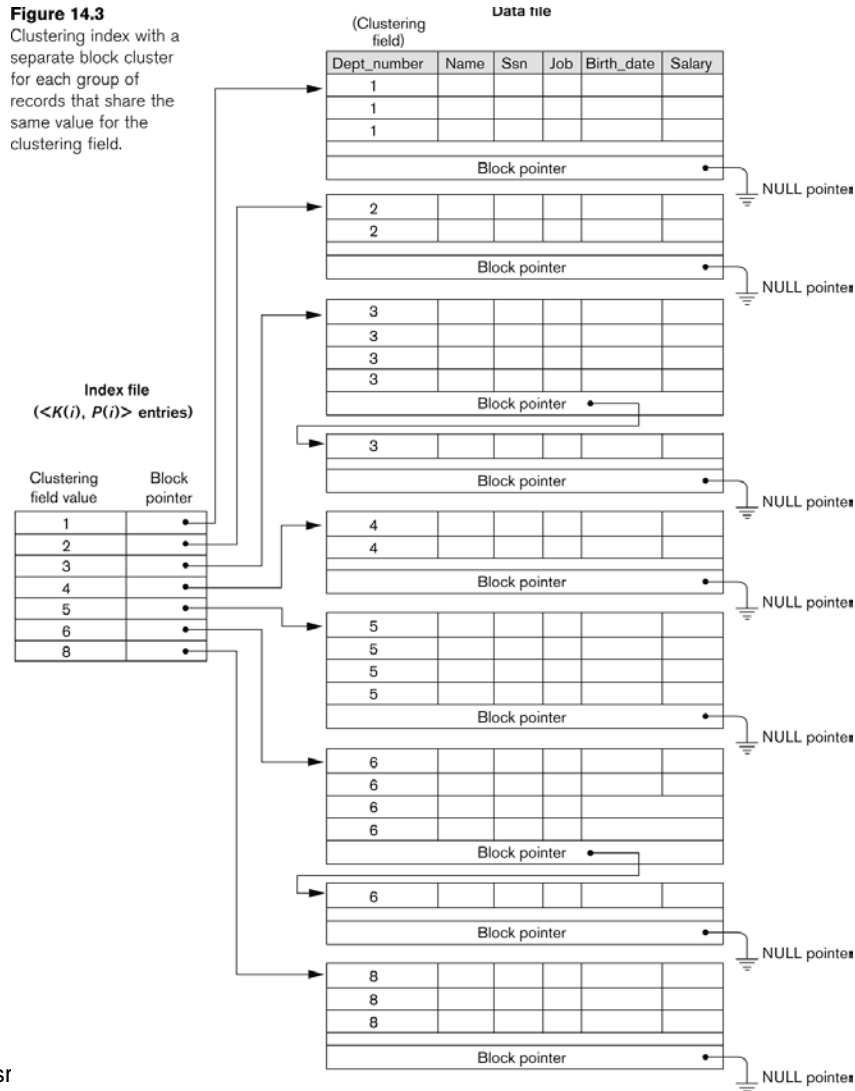 Figure 14.3
Clustering index with a
separate block cluster
for each group of
records that share the
same value for the
clustering field.
Data file
(Clustering
field)
Dept_number Name Ssn Job Birth_date Salary
1
1
1
Block pointer
NULL pointer
2
2
Block pointer
NULL pointer
3
3
3
3
Block pointer
3
Block pointer
NULL pointer
4
4
Block pointer
NULL pointer
5
5
5
5
Block pointer
NULL pointer
6
6
6
6
Block pointer
6
Block pointer
NULL pointer
8
8
8
Block pointer
NULL pointer
Index file
(<K(i), P(i)> entries)
Clustering Block
field value pointer
1
2
3
4
5
6
8